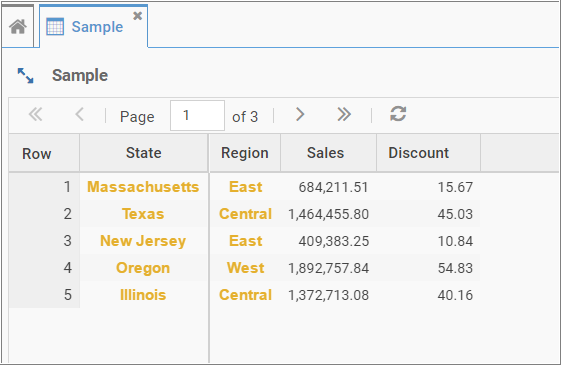 Sample
Sample
Page 1 of 3
Row State Region Sales Discount
1 Massachusetts East 684,211.51 15.67
2 Texas Central 1,464,455.80 45.03
3 New Jersey East 409,383.25 10.84
4 Oregon West 1,892,757.84 54.83
5 Illinois Central 1,372,713.08 40.16